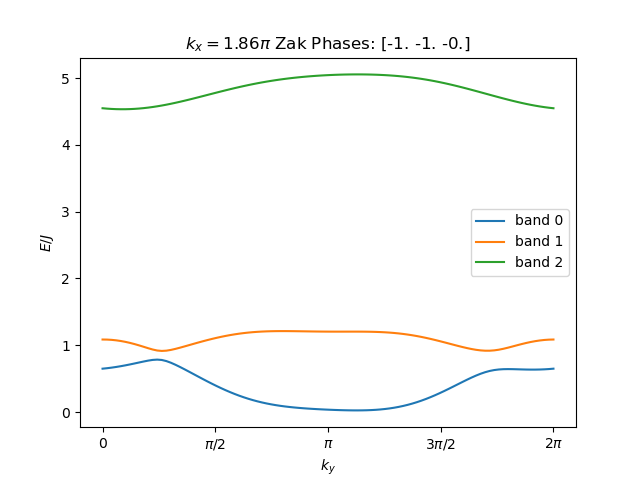 kₓ = 1.86π Zak Phases: [-1. -1. -0.]
5
4
3
2
1
0
E/J
band 0
band 1
band 2
0
π/2
π
3π/2
2π
k_y